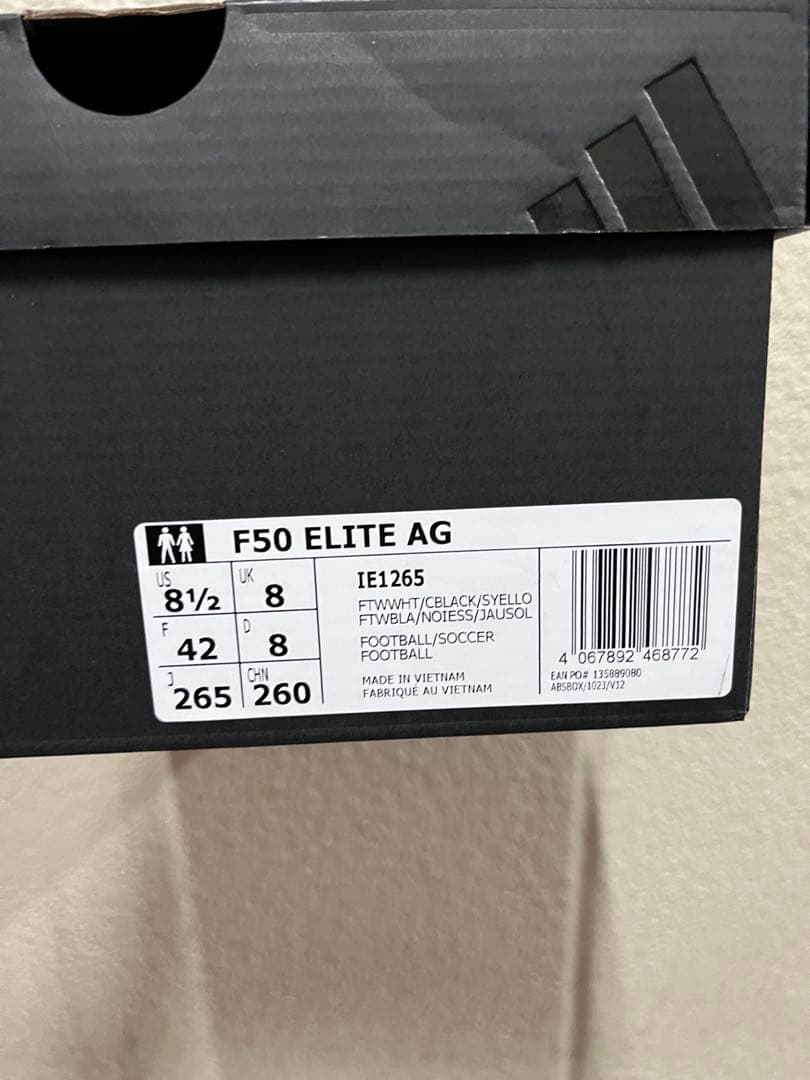 F50 ELITE AG
US 8½ UK 8
F 42 D 8
J 265 CHN 260
IE1265
FTWWHT/CBLACK/SYELLO
FTWBLA/NOIESS/JAUSOL
FOOTBALL/SOCCER
FOOTBALL
MADE IN VIETNAM
FABRIQUÉ AU VIETNAM
4 067892 468772
EAN PO# 135889080
ABSBOX/1023/V12